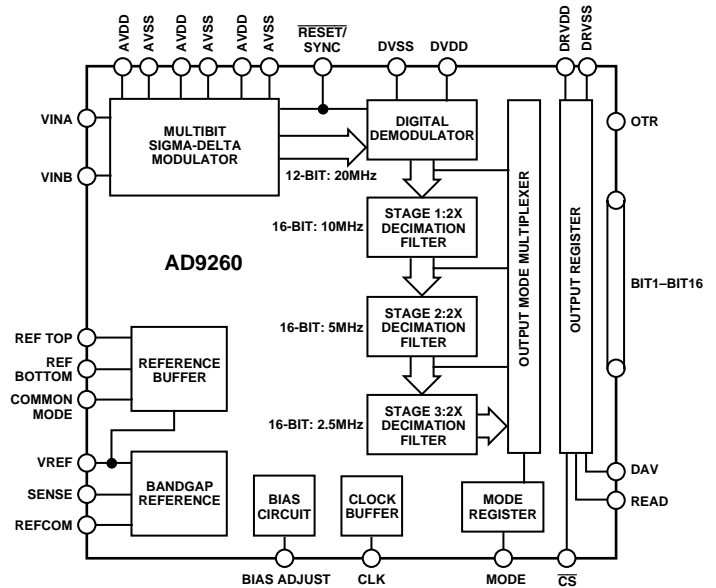 AVDD
AVSS
AVDD
AVSS
AVDD
AVSS
RESET/
SYNC
DVSS
DVDD
DRVDD
DRVSS
VINA
VINB
MULTIBIT
SIGMA-DELTA
MODULATOR
DIGITAL
DEMODULATOR
12-BIT: 20MHz
OTR
16-BIT: 10MHz
STAGE 1:2X
DECIMATION
FILTER
AD9260
OUTPUT MODE MULTIPLEXER
OUTPUT REGISTER
BIT1–BIT16
16-BIT: 5MHz
STAGE 2:2X
DECIMATION
FILTER
REF TOP
REF
BOTTOM
COMMON
MODE
REFERENCE
BUFFER
16-BIT: 2.5MHz
STAGE 3:2X
DECIMATION
FILTER
VREF
SENSE
REFCOM
BANDGAP
REFERENCE
BIAS
CIRCUIT
CLOCK
BUFFER
MODE
REGISTER
DAV
READ
BIAS ADJUST
CLK
MODE
CS